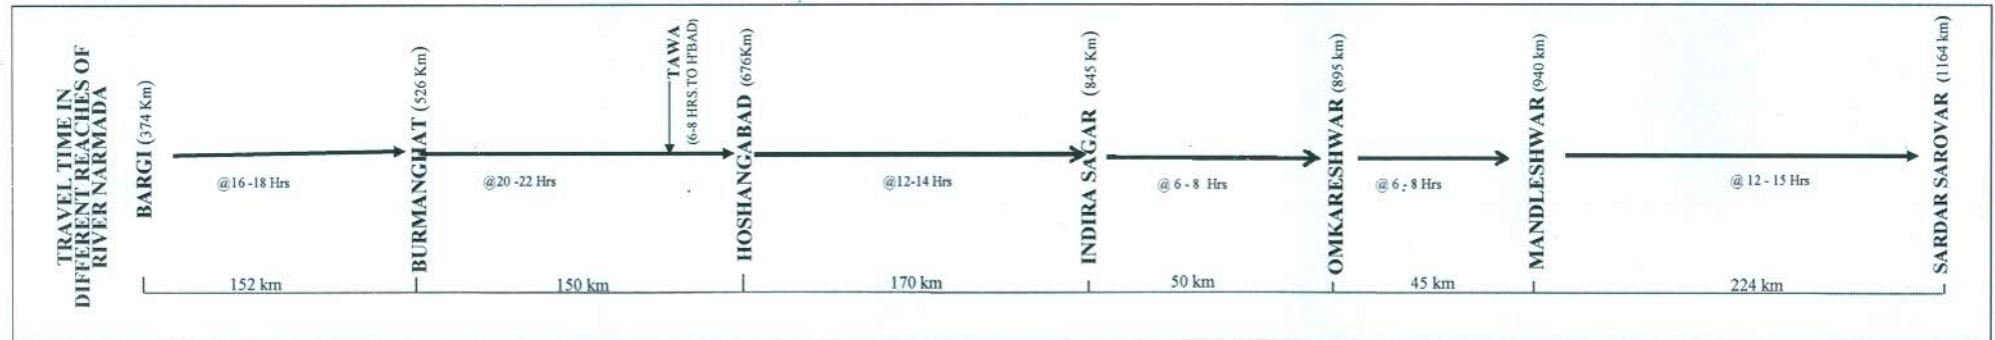 TRAVEL TIME IN
DIFFERENT REACHES OF
RIVER NARMADA
BARGI (374 Km)
@16 -18 Hrs
BURMANGHAT (526 Km)
@20 -22 Hrs
TAWA
(6-8 HRS.TO H'BAD)
HOSHANGABAD (676Km)
@12-14 Hrs
INDIRA SAGAR (845 Km)
@ 6 - 8 Hrs
OMKARESHWAR (895 km)
@ 6 - 8 Hrs
MANDLESHWAR (940 km)
@ 12 - 15 Hrs
SARDAR SAROVAR (1164 km)
152 km
150 km
170 km
50 km
45 km
224 km